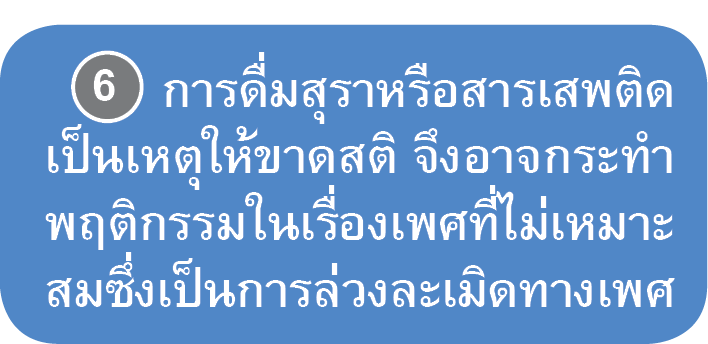 6 การดื่มสุราหรือสารเสพติด
เป็นเหตุให้ขาดสติ จึงอาจกระทำ
พฤติกรรมในเรื่องเพศที่ไม่เหมาะ
สมซึ่งเป็นการล่วงละเมิดทางเพศ